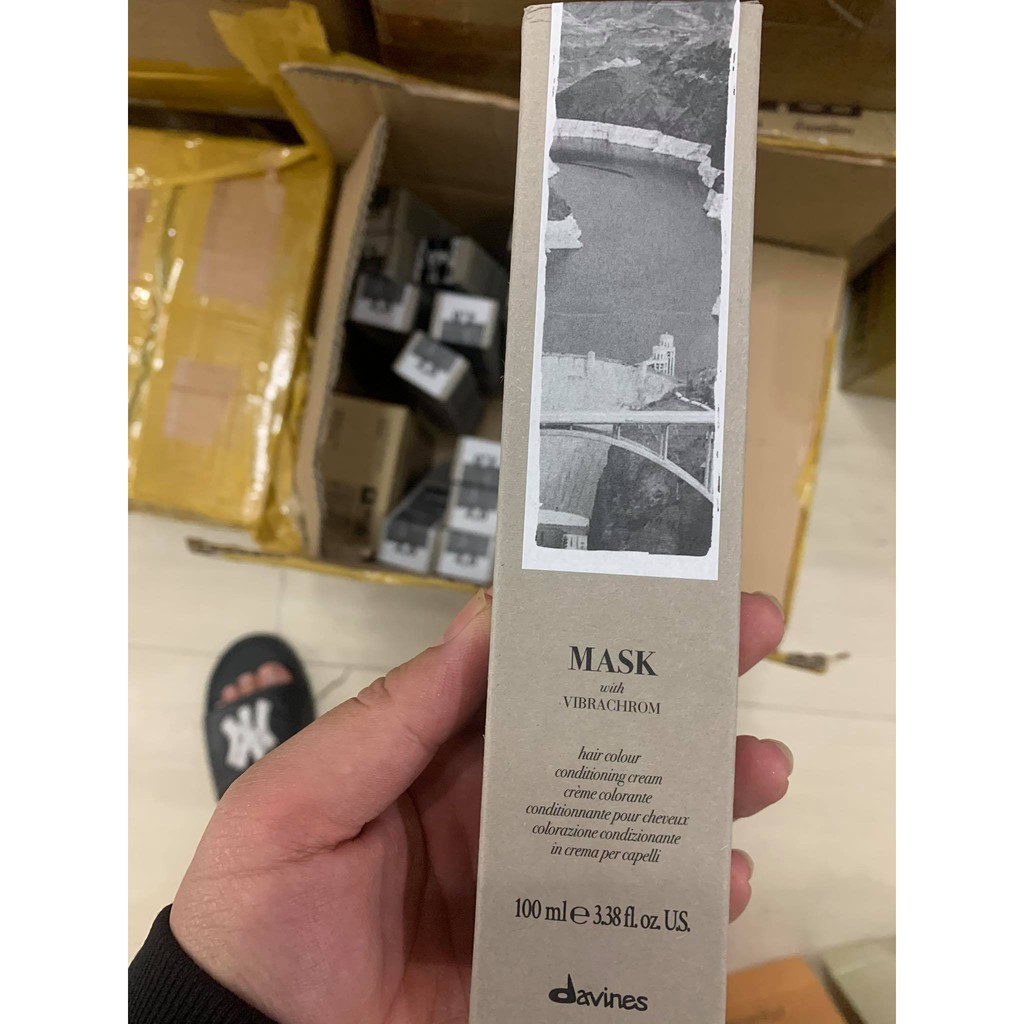 MASK
with
VIBRACHROM
hair colour
conditioning cream
crème colorante
conditionnante pour cheveux
colorazione condizionante
in crema per capelli
100 ml ℮ 3.38 fl. oz. U.S.
davines
NY